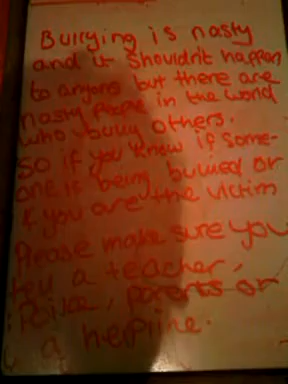 Bullying is nasty
and it shouldn't happen
to anyone but there are
nasty people in the world
who bully others.
So if you know if some-
one is being bullied or
if you are the victim
Please make sure you
tell a teacher,
Police, parents or
a helpline.